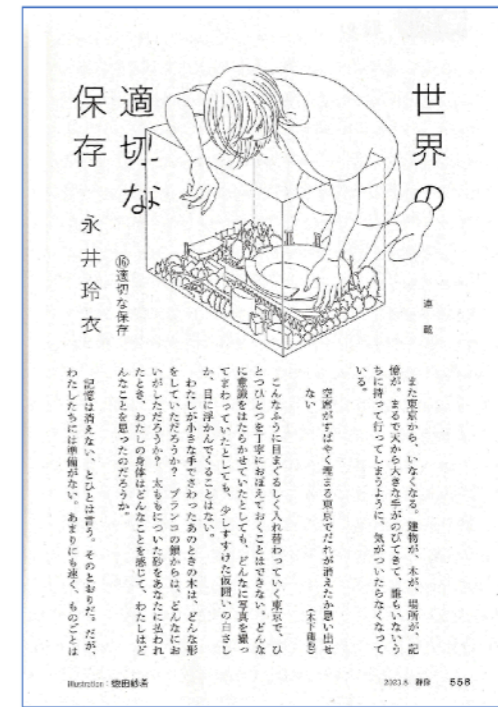 世界の
適切な
保存
永井玲衣
⑯適切な保存
連載
また東京から、いなくなる。建物が、木が、場所が、記
憶が。まるで天から大きな手がのびてきて、誰もいないう
ちに持って行ってしまうように、気がついたらなくなって
いる。
空席がすばやく埋まる東京でだれが消えたか思い出せ
ない
こんなふうに目まぐるしく入れ替わっていく東京で、ひ
とつひとつを丁寧におぼえておくことはできない。どんな
に意識をはたらかせていたとしても、どんなに写真を撮っ
てまわっていたとしても、少しすすけた仮囲いの白さし
か、目に浮かんでくることはない。
わたしが小さな手でさわったあのときの木は、どんな形
をしていただろうか？ ブランコの鎖からは、どんなにお
いがしただろうか？ 太ももについた砂をあなたに払われ
たとき、わたしの身体はどんなことを感じて、わたしはど
んなことを思ったのだろうか。
記憶は消えない、とひとは言う。そのとおりだ。だが、
わたしたちには準備がない。あまりにも速く、ものごとは
Illustration：
2023.8 群像 558